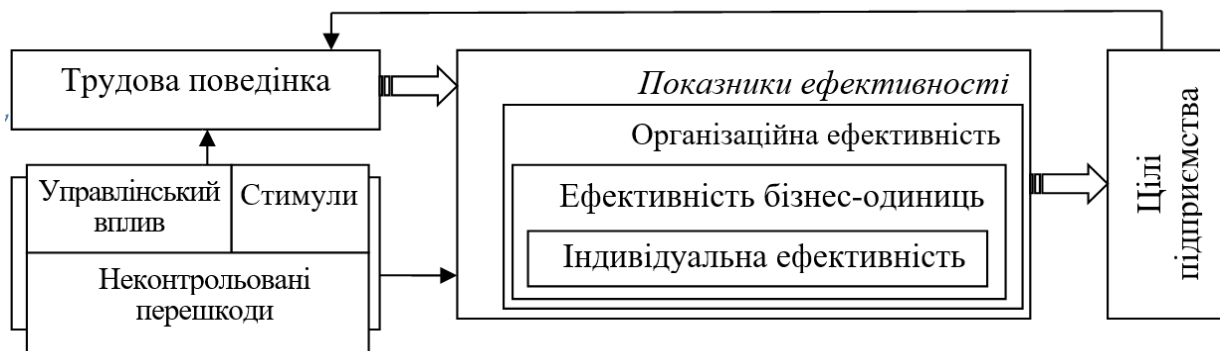 Трудова поведінка
Управлінський
вплив
Стимули
Неконтрольовані
перешкоди
Показники ефективності
Організаційна ефективність
Ефективність бізнес-одиниць
Індивідуальна ефективність
Цілі
підприємства